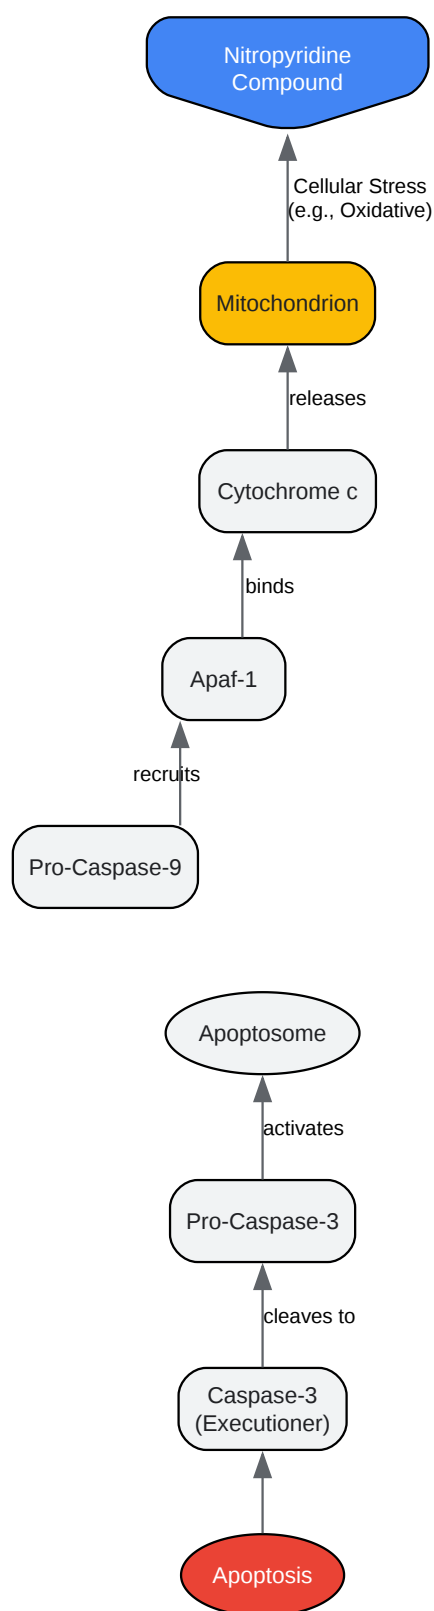 Nitropyridine
Compound
Cellular Stress
(e.g., Oxidative)
Mitochondrion
releases
Cytochrome c
binds
Apaf-1
recruits
Pro-Caspase-9
Apoptosome
activates
Pro-Caspase-3
cleaves to
Caspase-3
(Executioner)
Apoptosis